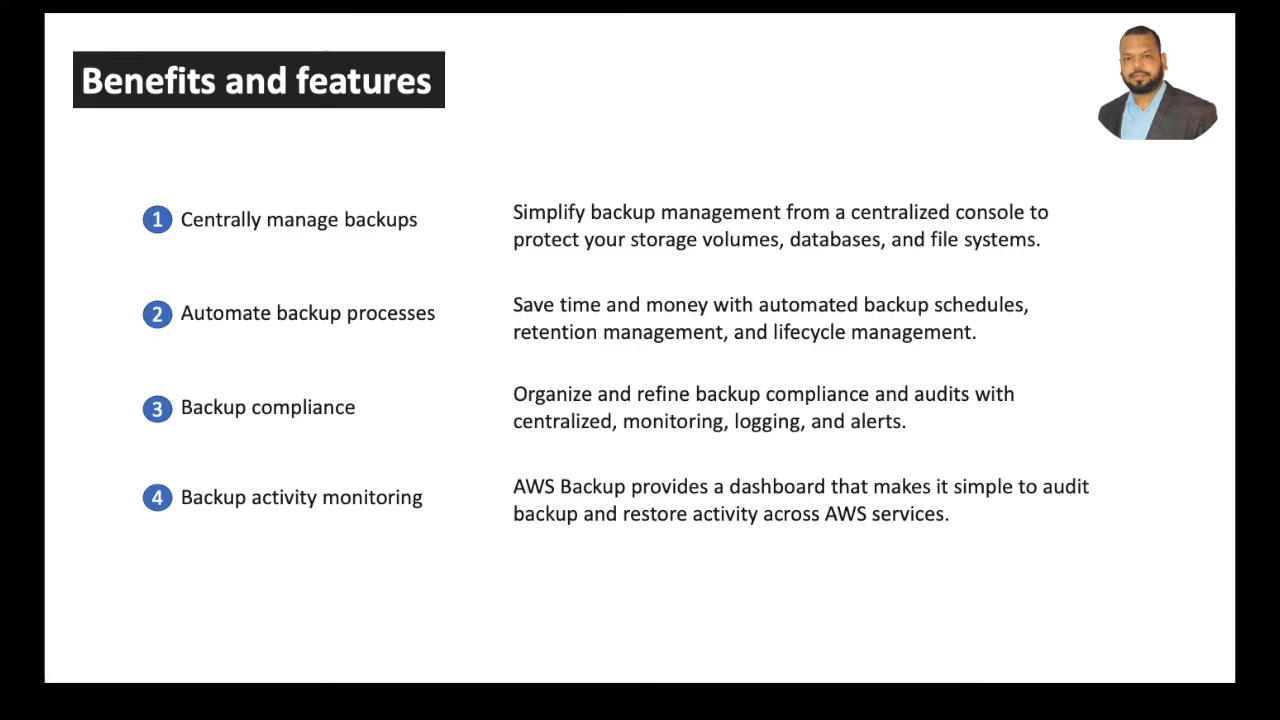 Benefits and features
1 Centrally manage backups
Simplify backup management from a centralized console to
protect your storage volumes, databases, and file systems.
2 Automate backup processes
Save time and money with automated backup schedules,
retention management, and lifecycle management.
3 Backup compliance
Organize and refine backup compliance and audits with
centralized, monitoring, logging, and alerts.
4 Backup activity monitoring
AWS Backup provides a dashboard that makes it simple to audit
backup and restore activity across AWS services.